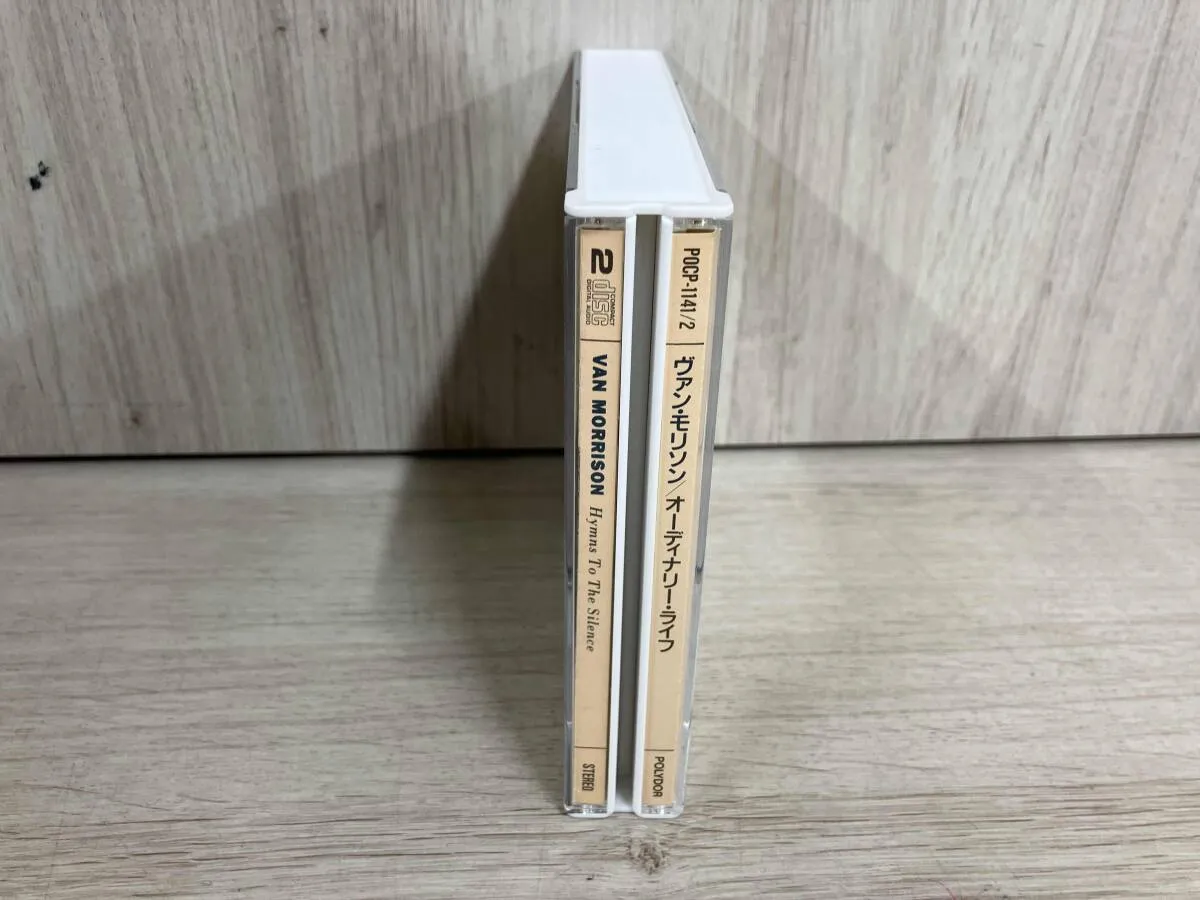 2
COMPACT
disc
DIGITAL AUDIO
VAN MORRISON Hymns To The Silence
STEREO
POCP-1141/2
ヴァン・モリソン/オーディナリー・ライフ
POLYDOR